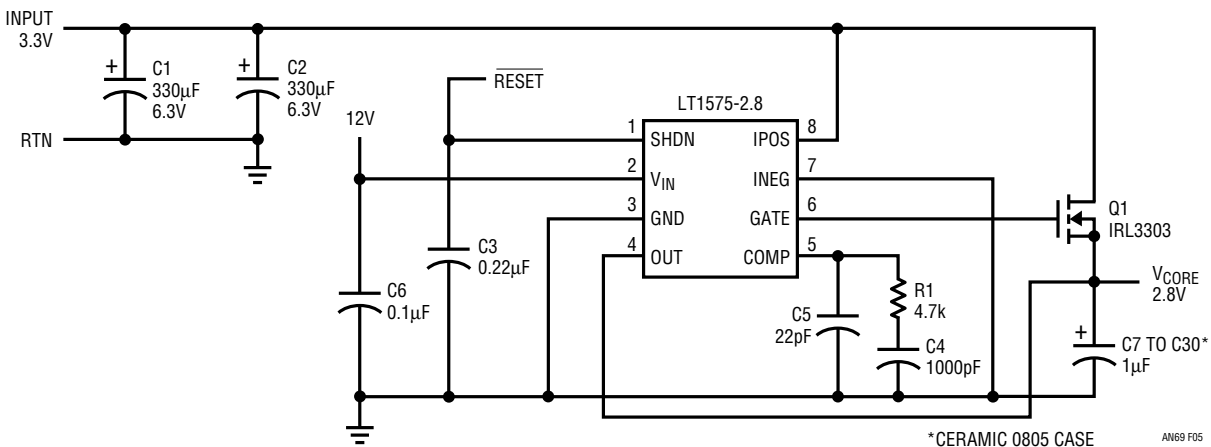 INPUT
3.3V
C1
330µF
6.3V
C2
330µF
6.3V
RTN
12V
RESET
LT1575-2.8
1
SHDN
IPOS
8
2
VIN
INEG
7
3
GND
GATE
6
4
OUT
COMP
5
Q1
IRL3303
C3
0.22µF
C6
0.1µF
C5
22pF
R1
4.7k
C4
1000pF
VCORE
2.8V
C7 TO C30*
1µF
*CERAMIC 0805 CASE
AN69 F05
+
+
+